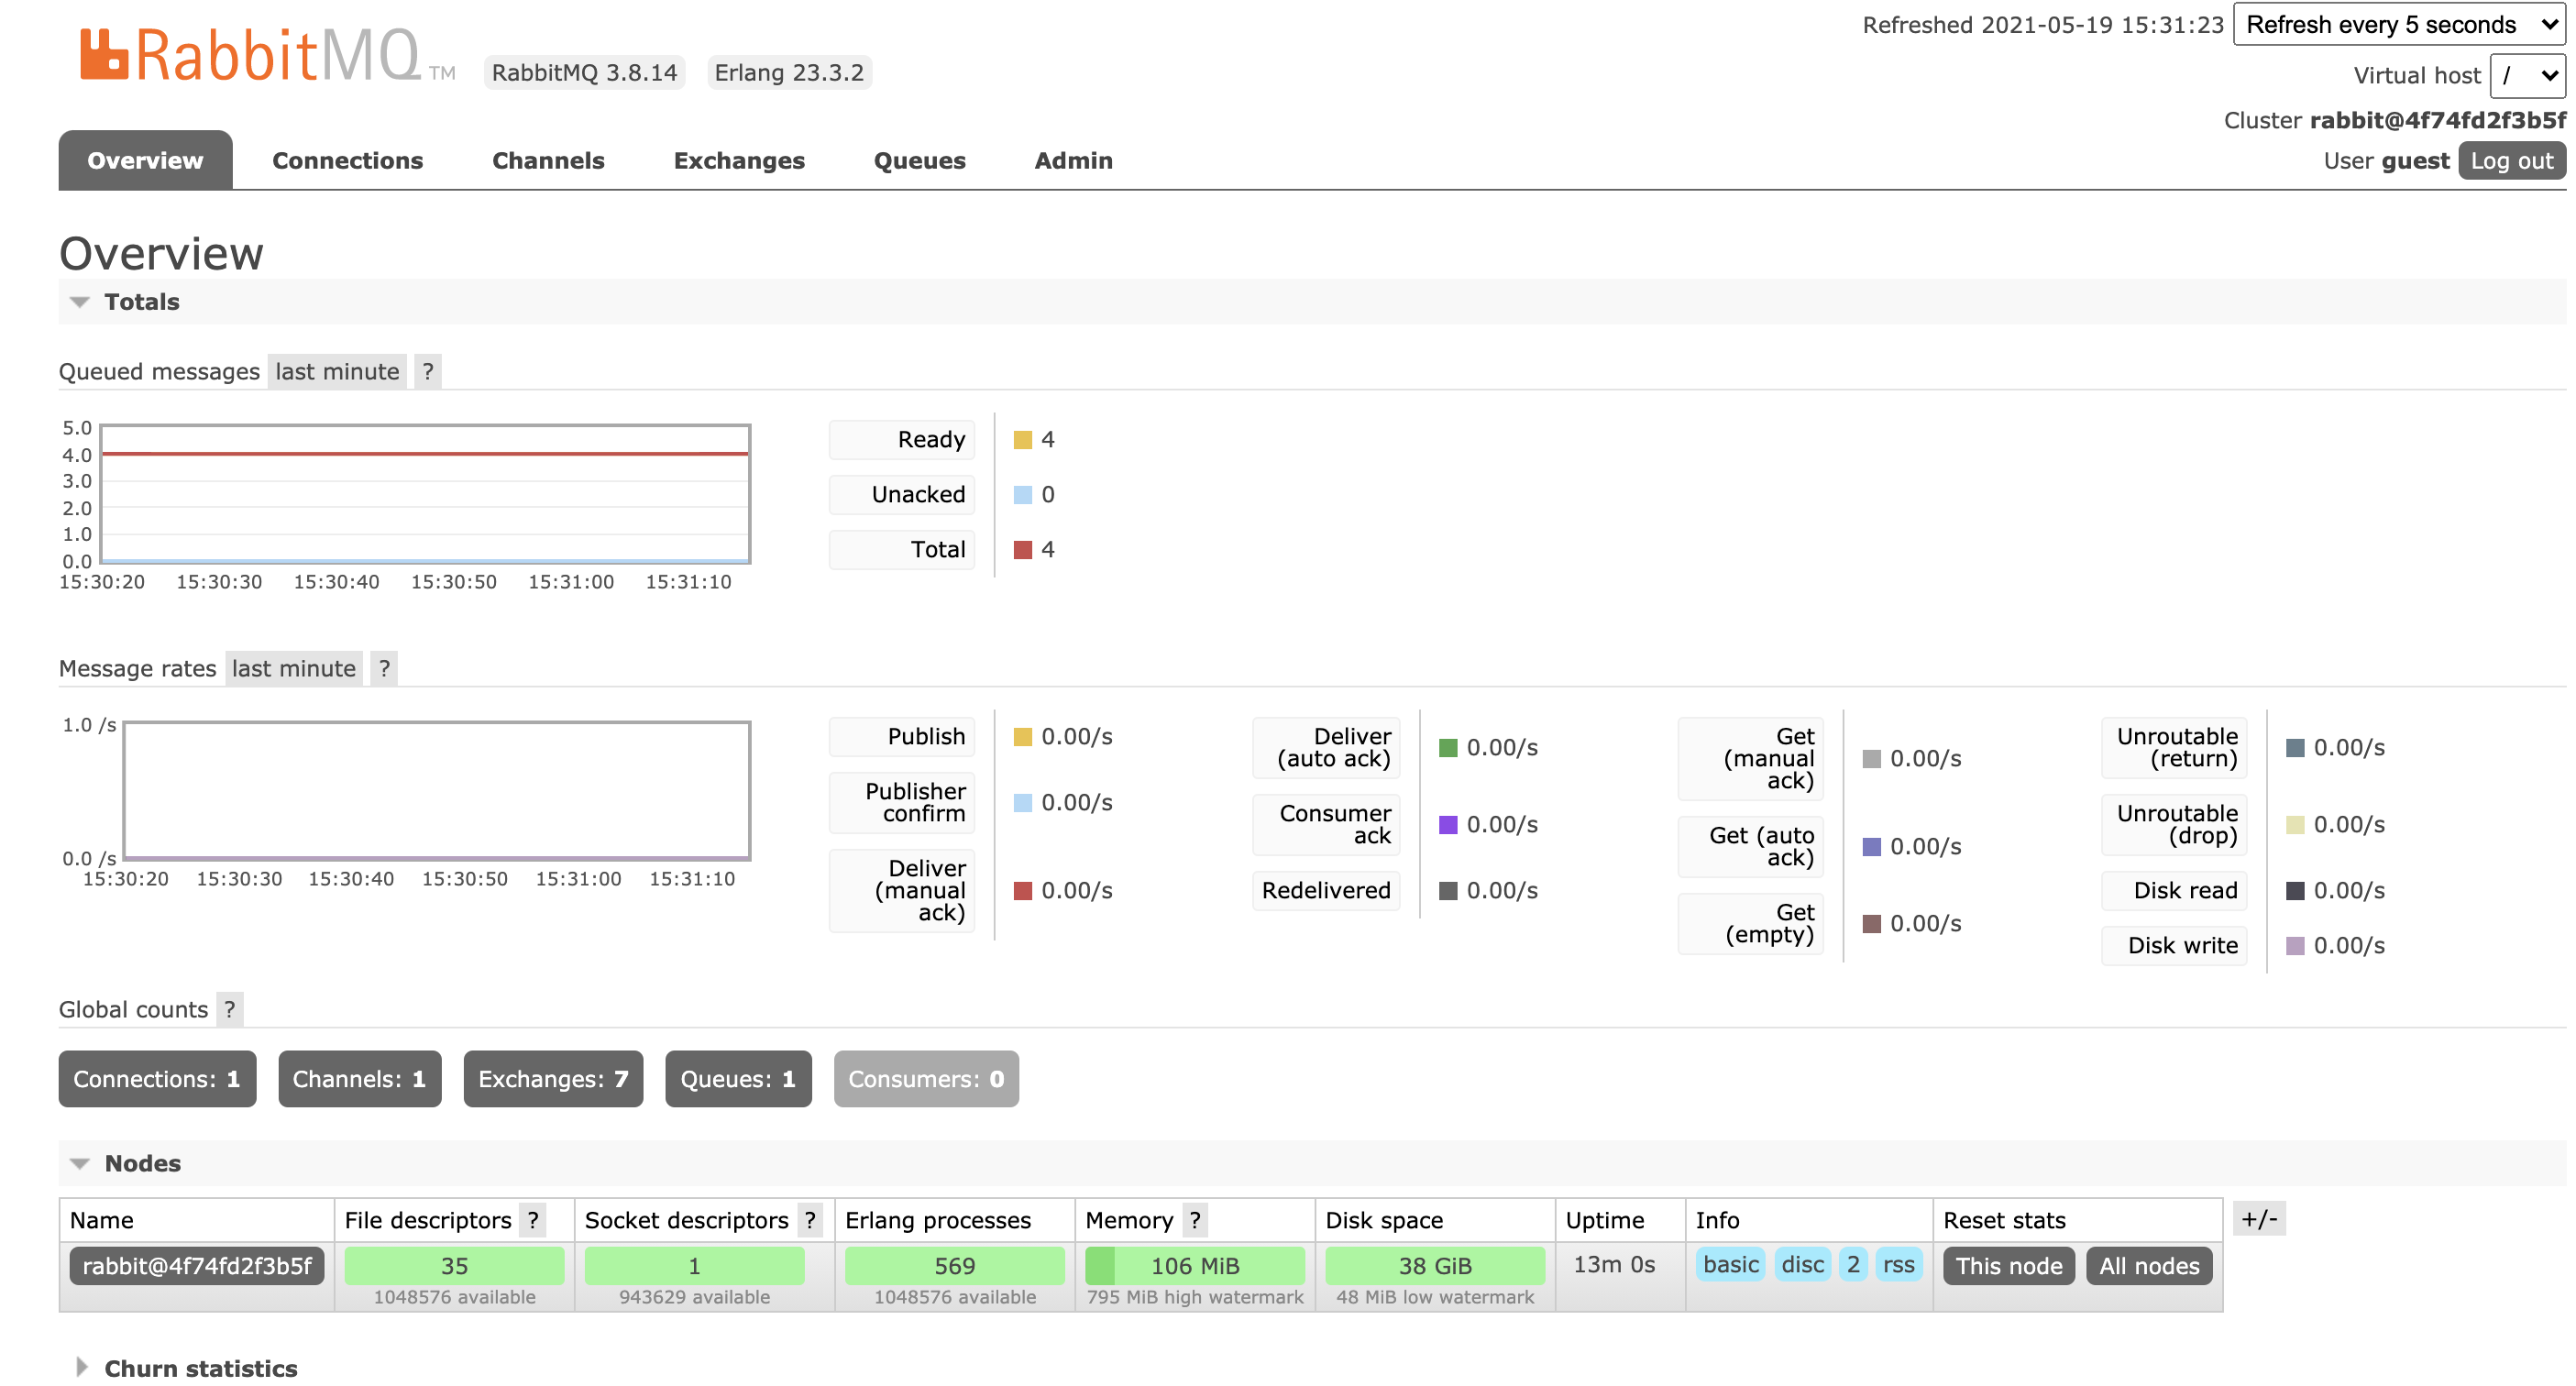 RabbitMQ TM RabbitMQ 3.8.14 Erlang 23.3.2
Refreshed 2021-05-19 15:31:23 Refresh every 5 seconds
Virtual host /
Cluster rabbit@4f74fd2f3b5f
User guest Log out
Overview Connections Channels Exchanges Queues Admin
Overview
Totals
Queued messages last minute ?
5.0
4.0
3.0
2.0
1.0
0.0
15:30:20 15:30:30 15:30:40 15:30:50 15:31:00 15:31:10
Ready 4
Unacked 0
Total 4
Message rates last minute ?
1.0 /s
0.0 /s
15:30:20 15:30:30 15:30:40 15:30:50 15:31:00 15:31:10
Publish 0.00/s
Publisher
confirm 0.00/s
Deliver
(manual
ack) 0.00/s
Deliver
(auto ack) 0.00/s
Consumer
ack 0.00/s
Redelivered 0.00/s
Get
(manual
ack) 0.00/s
Get (auto
ack) 0.00/s
Get
(empty) 0.00/s
Unroutable
(return) 0.00/s
Unroutable
(drop) 0.00/s
Disk read 0.00/s
Disk write 0.00/s
Global counts ?
Connections: 1 Channels: 1 Exchanges: 7 Queues: 1 Consumers: 0
Nodes
Name File descriptors ? Socket descriptors ? Erlang processes Memory ? Disk space Uptime Info Reset stats +/-
rabbit@4f74fd2f3b5f 35 1 569 106 MiB 38 GiB 13m 0s basic disc 2 rss This node All nodes
1048576 available 943629 available 1048576 available 795 MiB high watermark 48 MiB low watermark
Churn statistics